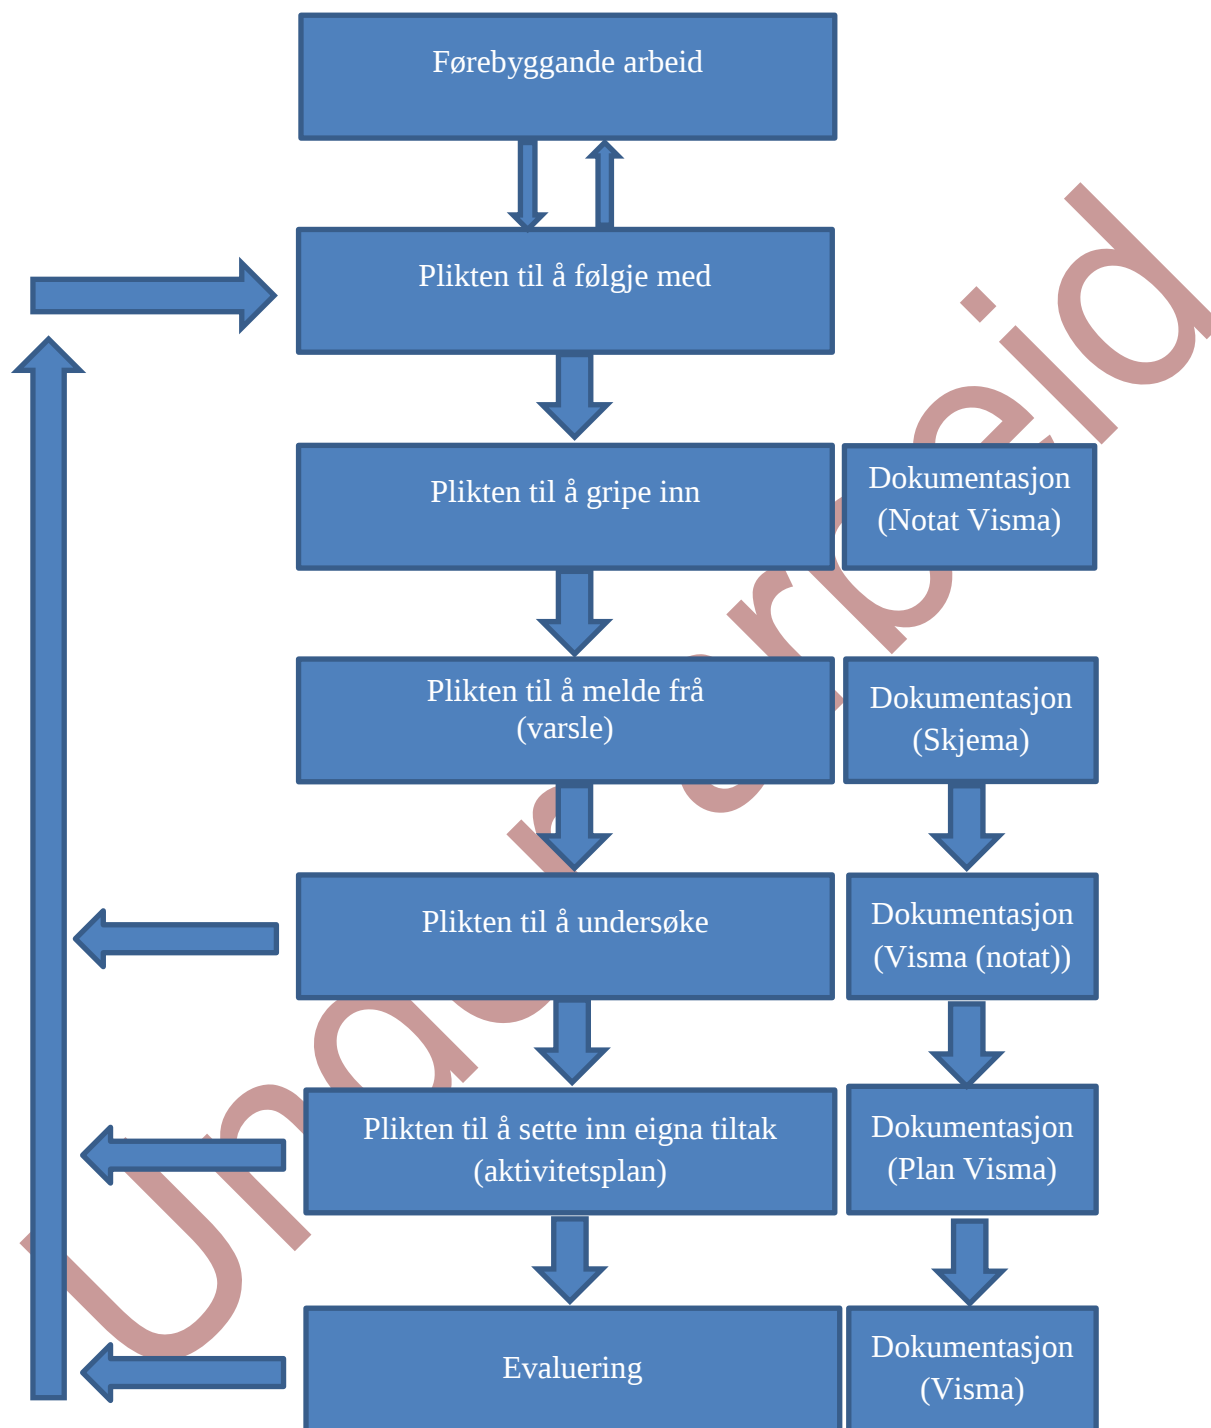 Førebyggande arbeid
Plikten til å følgje med
Plikten til å gripe inn
Dokumentasjon
(Notat Visma)
Plikten til å melde frå
(varsle)
Dokumentasjon
(Skjema)
Plikten til å undersøke
Dokumentasjon
(Visma (notat))
Plikten til å sette inn eigna tiltak
(aktivitetsplan)
Dokumentasjon
(Plan Visma)
Evaluering
Dokumentasjon
(Visma)
Under arbeid